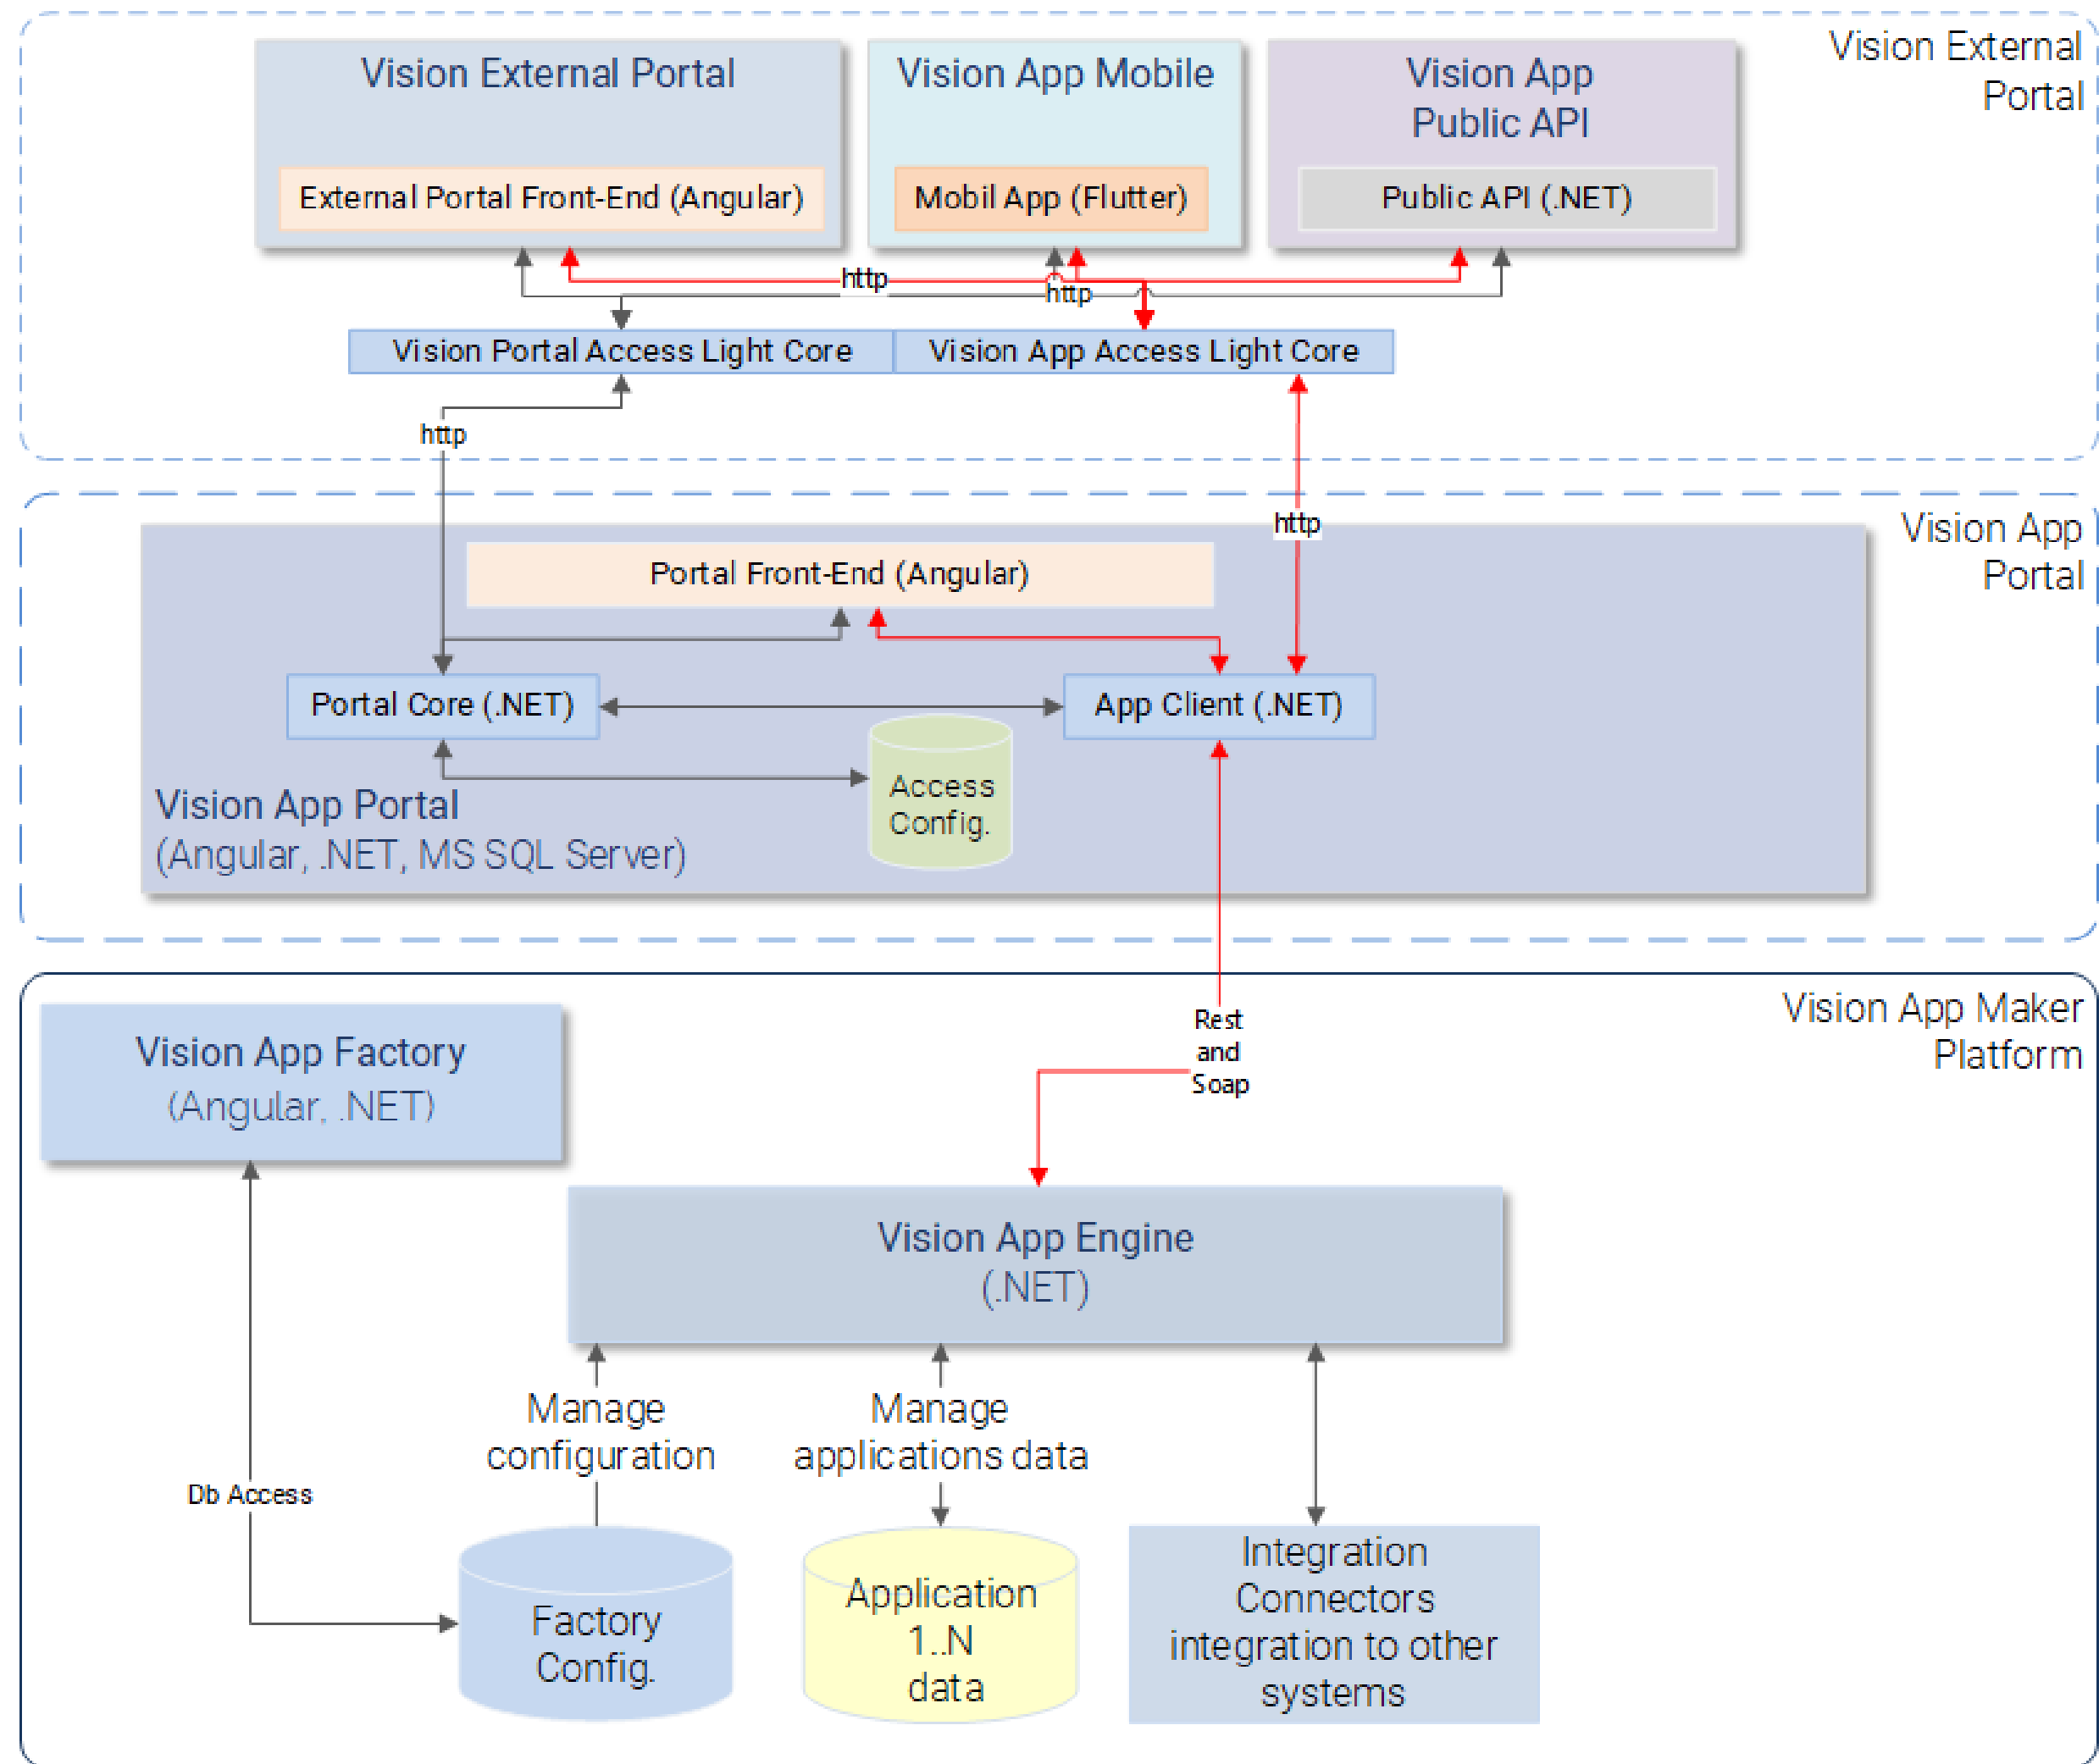 Vision External
Portal
Vision External Portal
Vision App Mobile
Vision App
Public API
External Portal Front-End (Angular)
Mobil App (Flutter)
Public API (.NET)
http
http
Vision Portal Access Light Core
Vision App Access Light Core
http
http
Vision App
Portal
Portal Front-End (Angular)
Portal Core (.NET)
App Client (.NET)
Access
Config.
Vision App Portal
(Angular, .NET, MS SQL Server)
Vision App Maker
Platform
Rest
and
Soap
Vision App Factory
(Angular, .NET)
Vision App Engine
(.NET)
Manage
configuration
Manage
applications data
Db Access
Factory
Config.
Application
1..N
data
Integration
Connectors
integration to other
systems